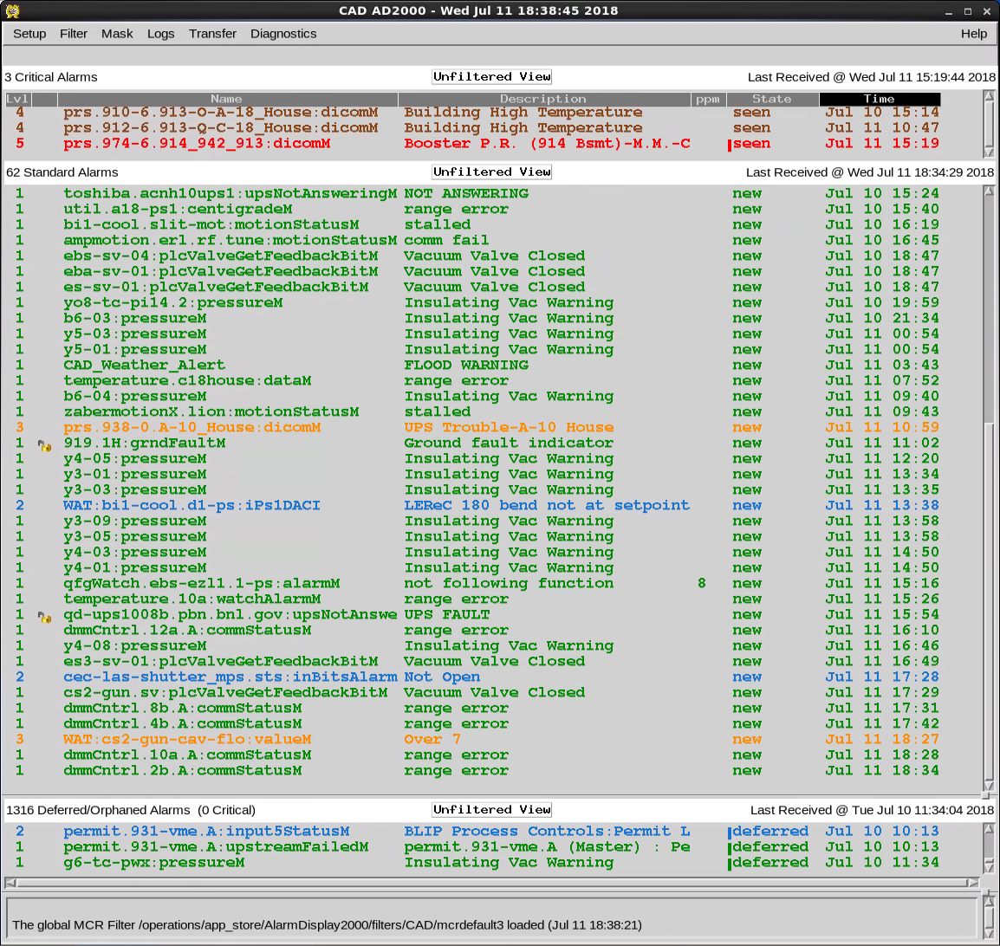 CAD AD2000 - Wed Jul 11 18:38:45 2018
Setup Filter Mask Logs Transfer Diagnostics Help
3 Critical Alarms Unfiltered View Last Received @ Wed Jul 11 15:19:44 2018
Lvl Name Description ppm State Time
4 prs.910-6.913-O-A-18_House:dicomM Building High Temperature seen Jul 10 15:14
4 prs.912-6.913-Q-C-18_House:dicomM Building High Temperature seen Jul 11 10:47
5 prs.974-6.914_942_913:dicomM Booster P.R. (914 Bsmt)-M.M.-C seen Jul 11 15:19
62 Standard Alarms Unfiltered View Last Received @ Wed Jul 11 18:34:29 2018
1 toshiba.acnh10ups1:upsNotAnsweringM NOT ANSWERING new Jul 10 15:24
1 util.a18-ps1:centigradeM range error new Jul 10 15:40
1 bi1-cool.slit-mot:motionStatusM stalled new Jul 10 16:19
1 ampmotion.erl.rf.tune:motionStatusM comm fail new Jul 10 16:45
1 ebs-sv-04:plcValveGetFeedbackBitM Vacuum Valve Closed new Jul 10 18:47
1 eba-sv-01:plcValveGetFeedbackBitM Vacuum Valve Closed new Jul 10 18:47
1 es-sv-01:plcValveGetFeedbackBitM Vacuum Valve Closed new Jul 10 18:47
1 yo8-tc-pi14.2:pressureM Insulating Vac Warning new Jul 10 19:59
1 b6-03:pressureM Insulating Vac Warning new Jul 10 21:34
1 y5-03:pressureM Insulating Vac Warning new Jul 11 00:54
1 y5-01:pressureM Insulating Vac Warning new Jul 11 00:54
1 CAD_Weather_Alert FLOOD WARNING new Jul 11 03:43
1 temperature.c18house:dataM range error new Jul 11 07:52
1 b6-04:pressureM Insulating Vac Warning new Jul 11 09:40
1 zabermotionX.lion:motionStatusM stalled new Jul 11 09:43
3 prs.938-0.A-10_House:dicomM UPS Trouble-A-10 House new Jul 11 10:59
1 919.1H:grndFaultM Ground fault indicator new Jul 11 11:02
1 y4-05:pressureM Insulating Vac Warning new Jul 11 12:20
1 y3-01:pressureM Insulating Vac Warning new Jul 11 13:34
1 y3-03:pressureM Insulating Vac Warning new Jul 11 13:35
2 WAT:bi1-cool.d1-ps:iPs1DACI LEReC 180 bend not at setpoint new Jul 11 13:38
1 y3-09:pressureM Insulating Vac Warning new Jul 11 13:58
1 y3-05:pressureM Insulating Vac Warning new Jul 11 13:58
1 y4-03:pressureM Insulating Vac Warning new Jul 11 14:50
1 y4-01:pressureM Insulating Vac Warning new Jul 11 14:50
1 qfgWatch.ebs-ezl1.1-ps:alarmM not following function 8 new Jul 11 15:16
1 temperature.10a:watchAlarmM range error new Jul 11 15:26
1 qd-ups1008b.pbn.bnl.gov:upsNotAnswe UPS FAULT new Jul 11 15:54
1 dmmCntrl.12a.A:commStatusM range error new Jul 11 16:10
1 y4-08:pressureM Insulating Vac Warning new Jul 11 16:46
1 es3-sv-01:plcValveGetFeedbackBitM Vacuum Valve Closed new Jul 11 16:49
2 cec-las-shutter_mps.sts:inBitsAlarm Not Open new Jul 11 17:28
1 cs2-gun.sv:plcValveGetFeedbackBitM Vacuum Valve Closed new Jul 11 17:29
1 dmmCntrl.8b.A:commStatusM range error new Jul 11 17:31
1 dmmCntrl.4b.A:commStatusM range error new Jul 11 17:42
3 WAT:cs2-gun-cav-flo:valueM Over 7 new Jul 11 18:27
1 dmmCntrl.10a.A:commStatusM range error new Jul 11 18:28
1 dmmCntrl.2b.A:commStatusM range error new Jul 11 18:34
1316 Deferred/Orphaned Alarms (0 Critical) Unfiltered View Last Received @ Tue Jul 10 11:34:04 2018
2 permit.931-vme.A:input5StatusM BLIP Process Controls:Permit L deferred Jul 10 10:13
1 permit.931-vme.A:upstreamFailedM permit.931-vme.A (Master) : Pe deferred Jul 10 10:13
1 g6-tc-pwx:pressureM Insulating Vac Warning deferred Jul 10 11:34
The global MCR Filter /operations/app_store/AlarmDisplay2000/filters/CAD/mcrdefault3 loaded (Jul 11 18:38:21)